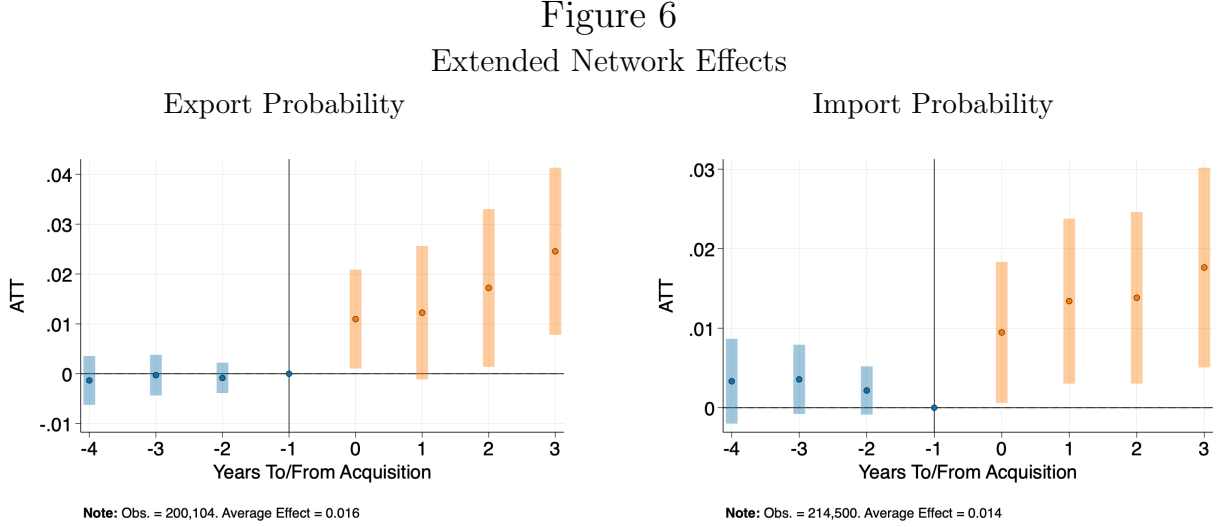 Figure 6
Extended Network Effects
Export Probability
.04
.03
.02
.01
0
-.01
ATT
-4 -3 -2 -1 0 1 2 3
Years To/From Acquisition
Note: Obs. = 200,104. Average Effect = 0.016
Import Probability
.03
.02
.01
0
ATT
-4 -3 -2 -1 0 1 2 3
Years To/From Acquisition
Note: Obs. = 214,500. Average Effect = 0.014